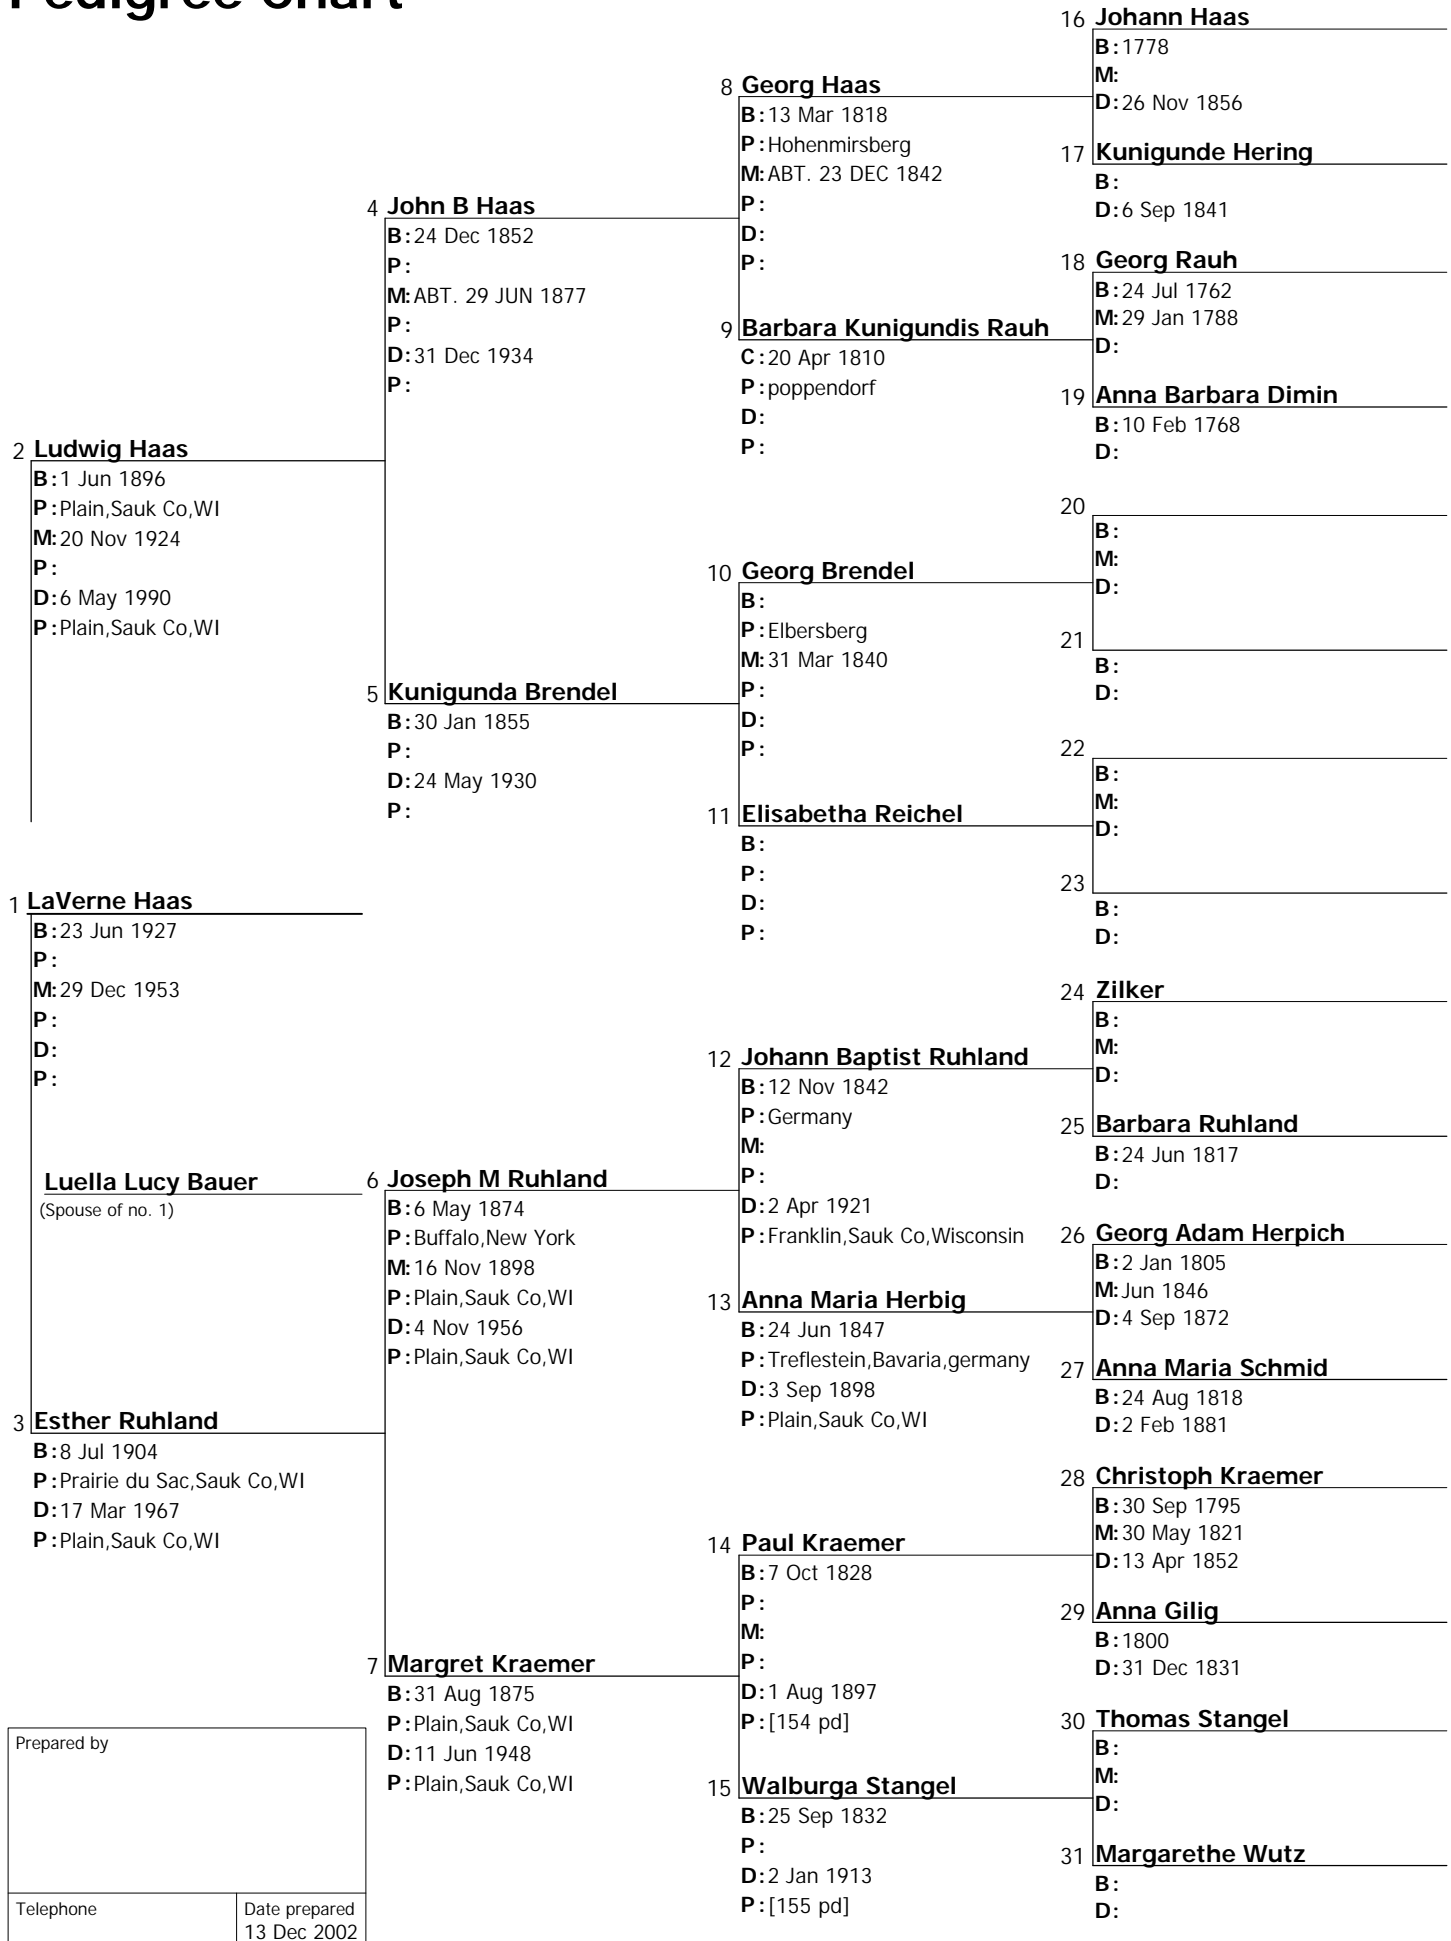 Pedigree Chart
16 Johann Haas
B:1778
M:
D:26 Nov 1856
8 Georg Haas
B:13 Mar 1818
P:Hohenmirsberg
M:ABT. 23 DEC 1842
P:
D:
P:
17 Kunigunde Hering
B:
D:6 Sep 1841
4 John B Haas
B:24 Dec 1852
P:
M:ABT. 29 JUN 1877
P:
D:31 Dec 1934
P:
18 Georg Rauh
B:24 Jul 1762
M:29 Jan 1788
D:
9 Barbara Kunigundis Rauh
C:20 Apr 1810
P:poppendorf
D:
P:
19 Anna Barbara Dimin
B:10 Feb 1768
D:
2 Ludwig Haas
B:1 Jun 1896
P:Plain,Sauk Co,WI
M:20 Nov 1924
P:
D:6 May 1990
P:Plain,Sauk Co,WI
20
B:
M:
D:
10 Georg Brendel
B:
P:Elbersberg
M:31 Mar 1840
P:
D:
P:
21
B:
D:
5 Kunigunda Brendel
B:30 Jan 1855
P:
D:24 May 1930
P:
22
B:
M:
D:
11 Elisabetha Reichel
B:
P:
D:
P:
23
B:
D:
1 LaVerne Haas
B:23 Jun 1927
P:
M:29 Dec 1953
P:
D:
P:
24 Zilker
B:
M:
D:
12 Johann Baptist Ruhland
B:12 Nov 1842
P:Germany
M:
P:
D:2 Apr 1921
P:Franklin,Sauk Co,Wisconsin
25 Barbara Ruhland
B:24 Jun 1817
D:
Luella Lucy Bauer
(Spouse of no. 1)
6 Joseph M Ruhland
B:6 May 1874
P:Buffalo,New York
M:16 Nov 1898
P:Plain,Sauk Co,WI
D:4 Nov 1956
P:Plain,Sauk Co,WI
26 Georg Adam Herpich
B:2 Jan 1805
M:Jun 1846
D:4 Sep 1872
13 Anna Maria Herbig
B:24 Jun 1847
P:Treflestein,Bavaria,germany
D:3 Sep 1898
P:Plain,Sauk Co,WI
27 Anna Maria Schmid
B:24 Aug 1818
D:2 Feb 1881
3 Esther Ruhland
B:8 Jul 1904
P:Prairie du Sac,Sauk Co,WI
D:17 Mar 1967
P:Plain,Sauk Co,WI
28 Christoph Kraemer
B:30 Sep 1795
M:30 May 1821
D:13 Apr 1852
14 Paul Kraemer
B:7 Oct 1828
P:
M:
P:
D:1 Aug 1897
P:[154 pd]
29 Anna Gilig
B:1800
D:31 Dec 1831
7 Margret Kraemer
B:31 Aug 1875
P:Plain,Sauk Co,WI
D:11 Jun 1948
P:Plain,Sauk Co,WI
30 Thomas Stangel
B:
M:
D:
15 Walburga Stangel
B:25 Sep 1832
P:
D:2 Jan 1913
P:[155 pd]
31 Margarethe Wutz
B:
D:
Prepared by
Telephone
Date prepared
13 Dec 2002